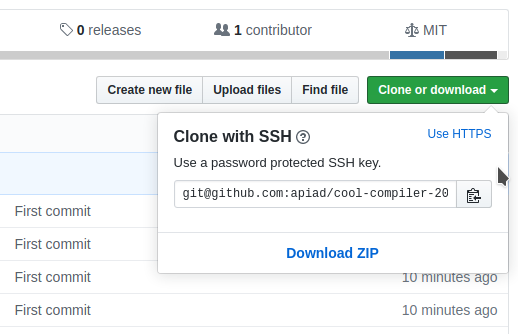 0 releases
1 contributor
MIT
Create new file
Upload files
Find file
Clone or download
Clone with SSH
Use HTTPS
Use a password protected SSH key.
git@github.com:apiad/cool-compiler-20
Download ZIP
First commit
First commit
First commit
10 minutes ago
First commit
10 minutes ago